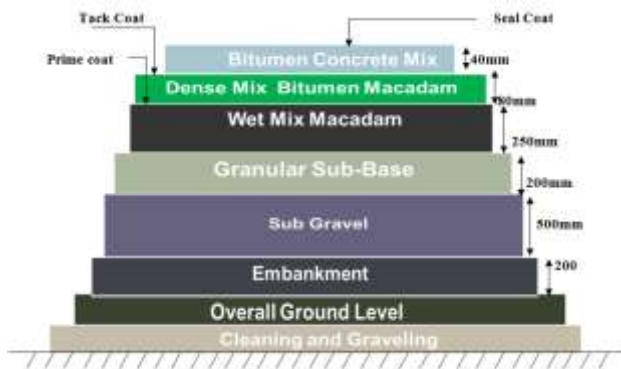 Tack Coat
Seal Coat
Bitumen Concrete Mix
40mm
Prime coat
Dense Mix Bitumen Macadam
80mm
Wet Mix Macadam
250mm
Granular Sub-Base
200mm
Sub Gravel
500mm
Embankment
200
Overall Ground Level
Cleaning and Graveling